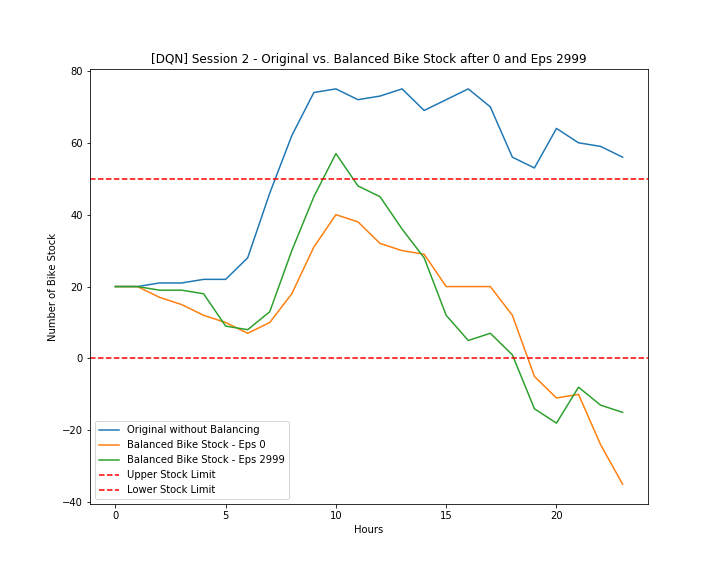 [DQN] Session 2 - Original vs. Balanced Bike Stock after 0 and Eps 2999
80
60
40
20
0
−20
−40
Number of Bike Stock
Original without Balancing
Balanced Bike Stock - Eps 0
Balanced Bike Stock - Eps 2999
Upper Stock Limit
Lower Stock Limit
0 5 10 15 20
Hours